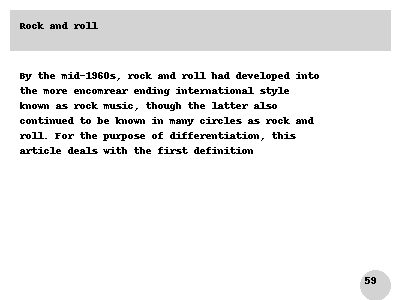 Rock and roll
By the mid-1960s, rock and roll had developed into
the more encomrear ending international style
known as rock music, though the latter also
continued to be known in many circles as rock and
roll. For the purpose of differentiation, this
article deals with the first definition
59